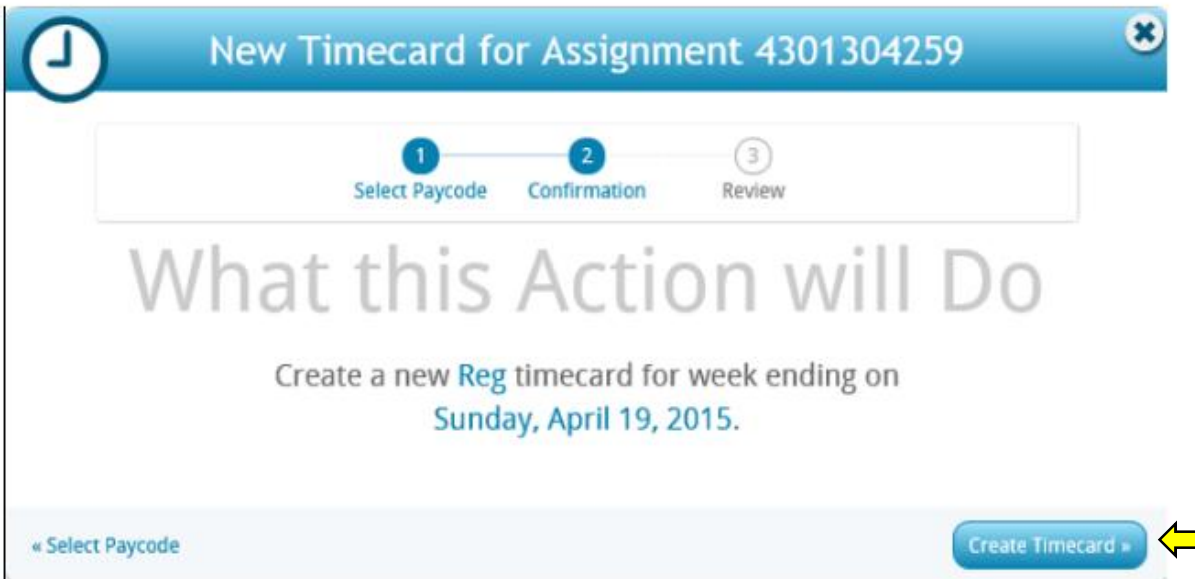 New Timecard for Assignment 4301304259
1 2 3
Select Paycode Confirmation Review
What this Action will Do
Create a new Reg timecard for week ending on
Sunday, April 19, 2015.
« Select Paycode Create Timecard »